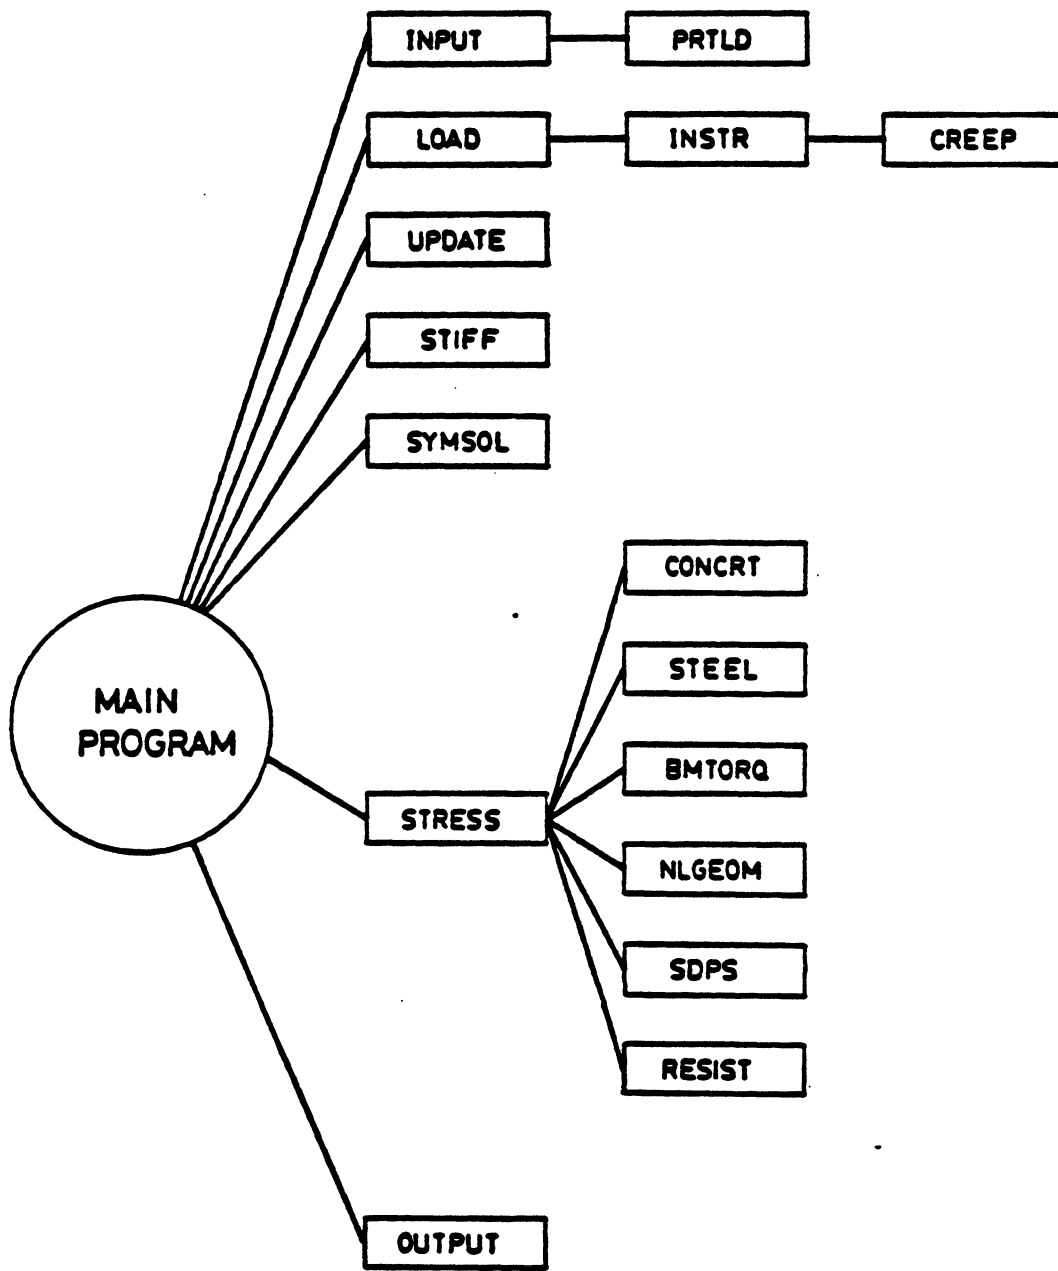 INPUT
PRTLD
LOAD
INSTR
CREEP
UPDATE
STIFF
SYMSOL
CONCRT
STEEL
MAIN
PROGRAM
BMTORQ
STRESS
NLGEOM
SDPS
RESIST
OUTPUT